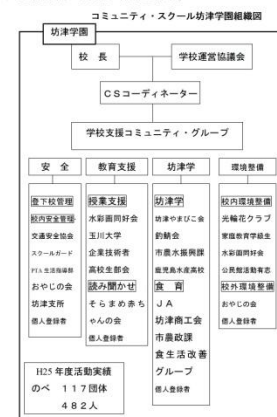 コミュニティ・スクール坊津学園組織図
坊津学園
校 長
学校運営協議会
CSコーディネーター
学校支援コミュニティ・グループ
安 全
登下校管理
校内安全管理
交通安全協会
スクールガード
PTA 生活指導部
おやじの会
坊津支所
個人登録者
教育支援
授業支援
水彩画同好会
玉川大学
企業技術者
高校生部会
読み聞かせ
そらまめ赤ち
ゃんの会
個人登録者
坊津学
坊津学
坊津やまびこ会
釣鯆会
市農水振興課
鹿児島水産高校
食 育
JA
坊津商工会
市農政課
食生活改善
グループ
個人登録者
環境整備
校内環境整備
光輪花クラブ
家庭教育学級生
水彩画同好会
公民館活動有志
校外環境整備
おやじの会
個人登録者
H25 年度活動実績
のべ 117団体
482人